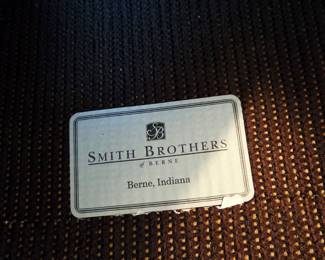 SB
SMITH BROTHERS
of BERNE
Berne, Indiana